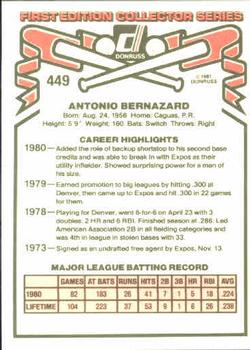 FIRST EDITION COLLECTOR SERIES
DONRUSS
449
© 1981
DONRUSS
ANTONIO BERNAZARD
Born: Aug. 24, 1956 Home: Caguas, P.R.
Height: 5'9" Weight: 160 Bats: Switch Throws: Right
CAREER HIGHLIGHTS
1980— Added the role of backup shortstop to his second base
credits and was able to break in with Expos as their
utility infielder. Showed surprising power for a man of
his size.
1979— Earned promotion to big leagues by hitting .300 at
Denver, then came up to Expos and hit .300 in 22
games for them.
1978— Playing for Denver, went 6-for-6 on April 23 with 3
doubles, 2 HR and 6 RBI. Finished season at .286. Led
American Association 2B in all fielding categories and
was 4th in league in stolen bases with 33.
1973— Signed as an undrafted free agent by Expos, Nov. 13.
MAJOR LEAGUE BATTING RECORD
GAMES AT BATS RUNS HITS 2B 3B HR RBI AVG
1980 82 183 26 41 7 1 5 18 .224
LIFETIME 104 223 37 53 9 1 6 26 .238